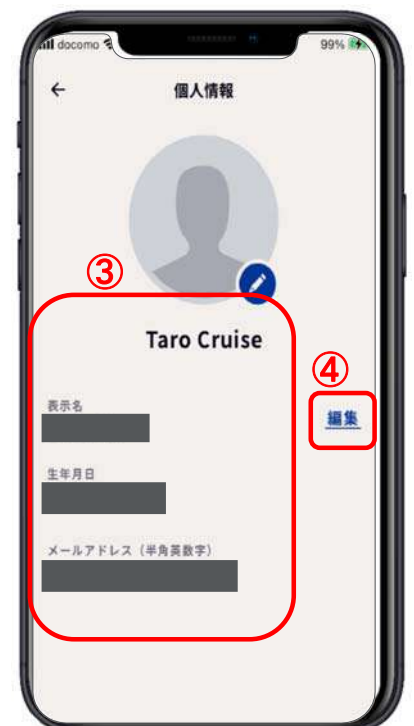 docomo
99%
個人情報
③
Taro Cruise
④
表示名
編集
生年月日
メールアドレス（半角英数字）